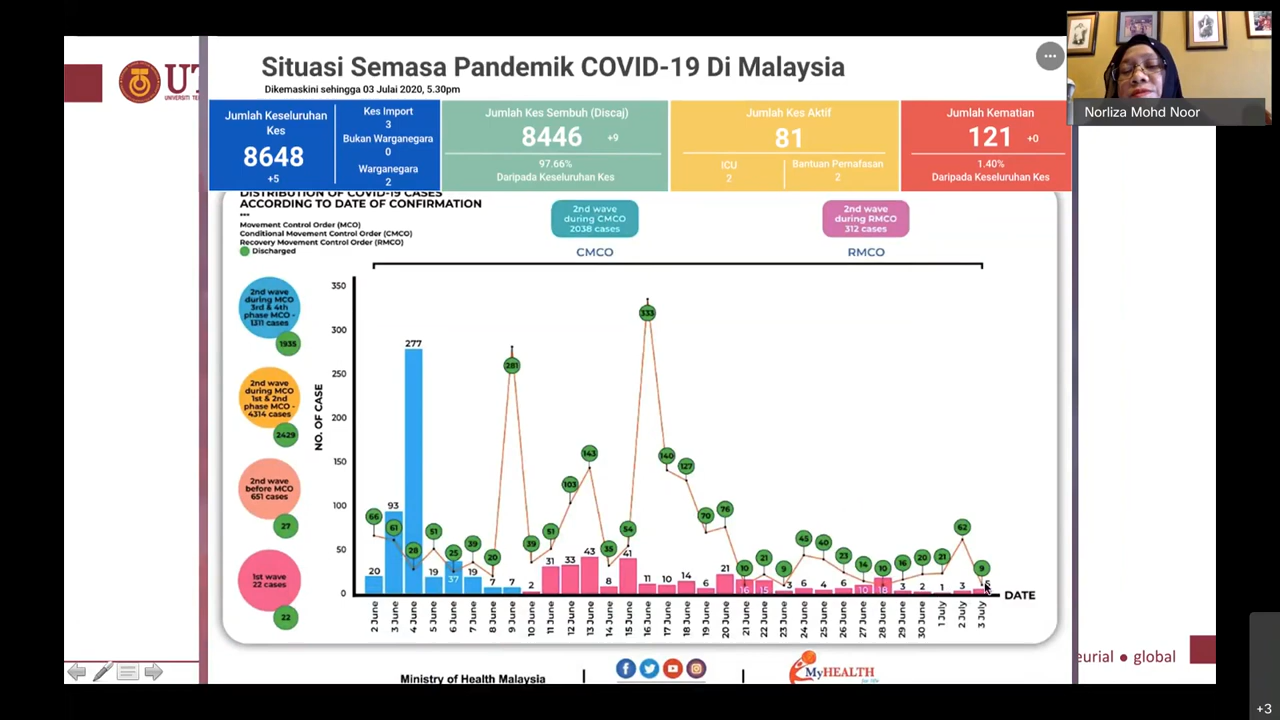 UT
UNIVERSITI TE
Situasi Semasa Pandemik COVID-19 Di Malaysia
Dikemaskini sehingga 03 Julai 2020, 5.30pm
Norliza Mohd Noor
Jumlah Keseluruhan
Kes
8648
+5
Kes Import
3
Bukan Warganegara
0
Warganegara
2
Jumlah Kes Sembuh (Discaj)
8446 +9
97.66%
Daripada Keseluruhan Kes
Jumlah Kes Aktif
81
ICU
2
Bantuan Pernafasan
2
Jumlah Kematian
121 +0
1.40%
Daripada Keseluruhan Kes
DISTRIBUTION OF COVID-19 CASES
ACCORDING TO DATE OF CONFIRMATION
Movement Control Order (MCO)
Conditional Movement Control Order (CMCO)
Recovery Movement Control Order (RMCO)
Discharged
2nd wave
during CMCO
2038 cases
2nd wave
during RMCO
312 cases
CMCO
RMCO
2nd wave
during MCO
3rd & 4th
phase MCO -
1311 cases
1935
2nd wave
during MCO
1st & 2nd
phase MCO -
4314 cases
2429
2nd wave
before MCO
651 cases
27
1st wave
22 cases
22
NO. OF CASE
350
300
250
200
150
100
50
0
66 61 28 51 25 39 20 281 39 51 103 143 35 54 333 140 127 70 76 10 21 9 45 40 23 14 10 16 20 21 62 9
20 93 277 19 37 19 7 7 2 31 33 43 8 41 11 10 14 6 21 16 15 3 6 4 6 10 18 3 2 1 3
2 June
3 June
4 June
5 June
6 June
7 June
8 June
9 June
10 June
11 June
12 June
13 June
14 June
15 June
16 June
17 June
18 June
19 June
20 June
21 June
22 June
23 June
24 June
25 June
26 June
27 June
28 June
29 June
30 June
1 July
2 July
3 July
DATE
Ministry of Health Malaysia
MyHEALTH
for life
eurial ● global
+3